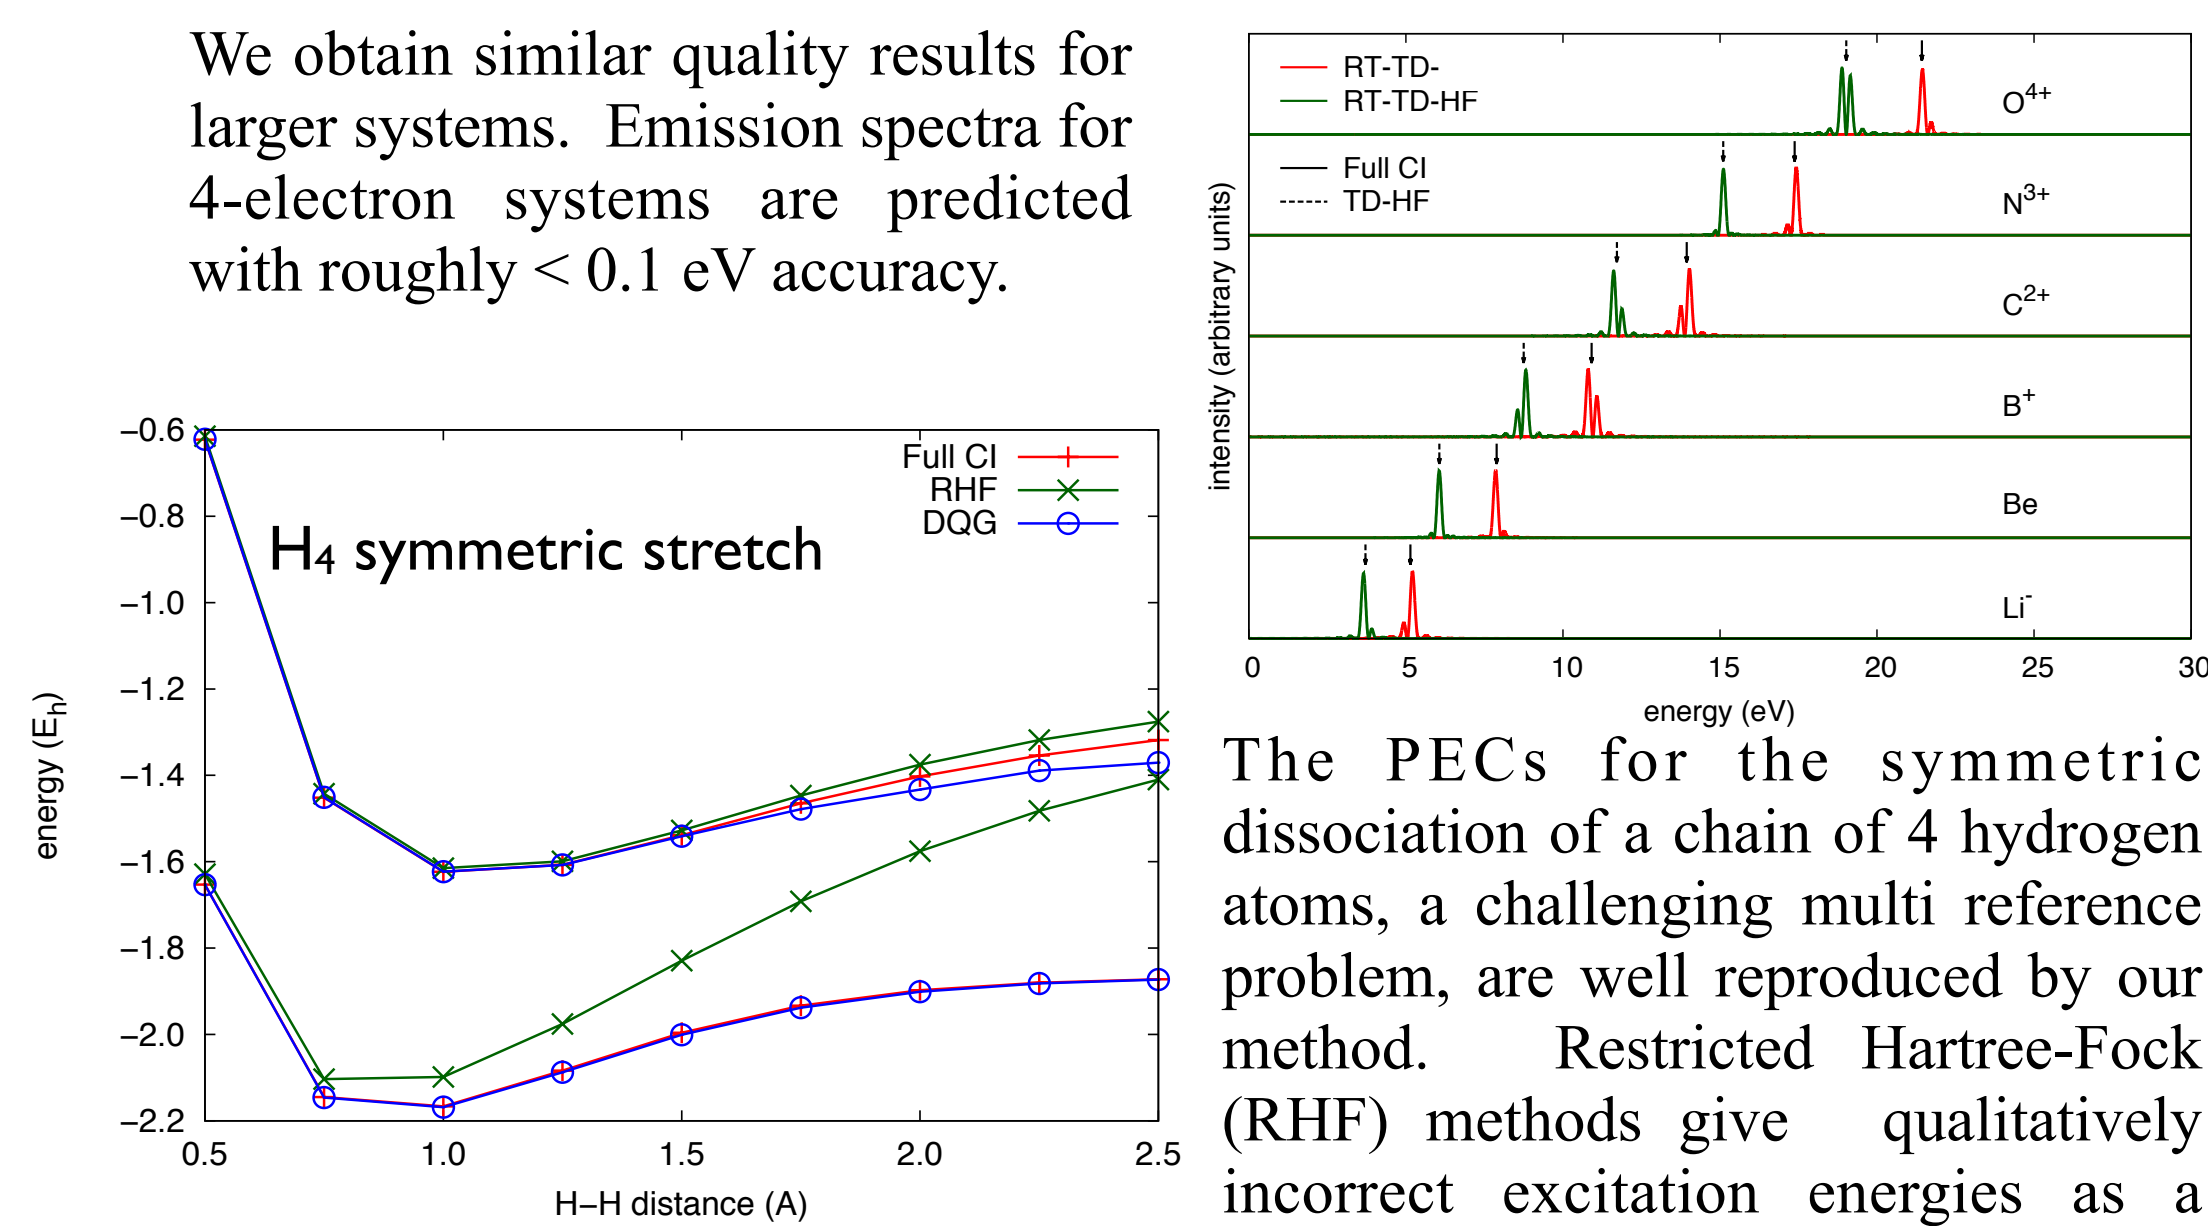 We obtain similar quality results for
larger systems. Emission spectra for
4-electron systems are predicted
with roughly < 0.1 eV accuracy.
−0.6
−0.8
−1.0
−1.2
−1.4
−1.6
−1.8
−2.0
−2.2
energy (Eh)
Full CI
RHF
DQG
H4 symmetric stretch
0.5 1.0 1.5 2.0 2.5
H−H distance (A)
intensity (arbitrary units)
RT-TD-
RT-TD-HF
Full CI
TD-HF
O4+
N3+
C2+
B+
Be
Li-
0 5 10 15 20 25 30
energy (eV)
The PECs for the symmetric
dissociation of a chain of 4 hydrogen
atoms, a challenging multi reference
problem, are well reproduced by our
method. Restricted Hartree-Fock
(RHF) methods give qualitatively
incorrect excitation energies as a